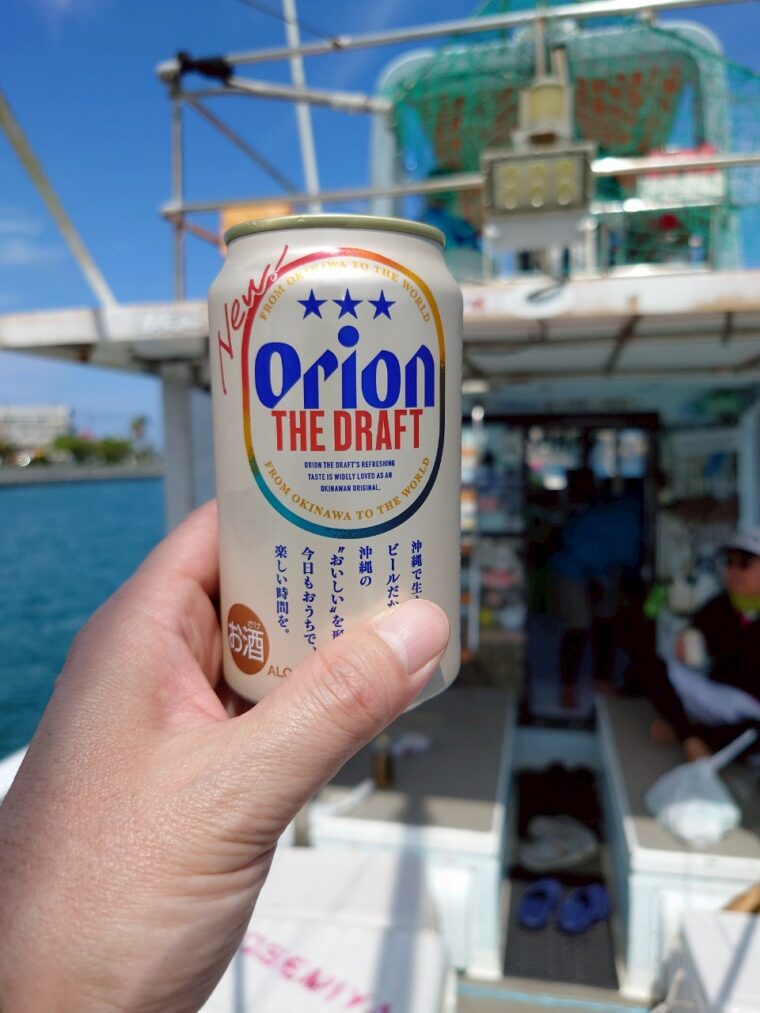 New
FROM OKINAWA TO THE WORLD
Orion
THE DRAFT
ORION THE DRAFT'S REFRESHING
TASTE IS WIDELY LOVED AS AN
OKINAWAN ORIGINAL.
FROM OKINAWA TO THE WORLD
沖縄で生
ビールだか
沖縄の
"おいしい"を
今日もおうちで、
楽しい時間を。
お酒
ALC